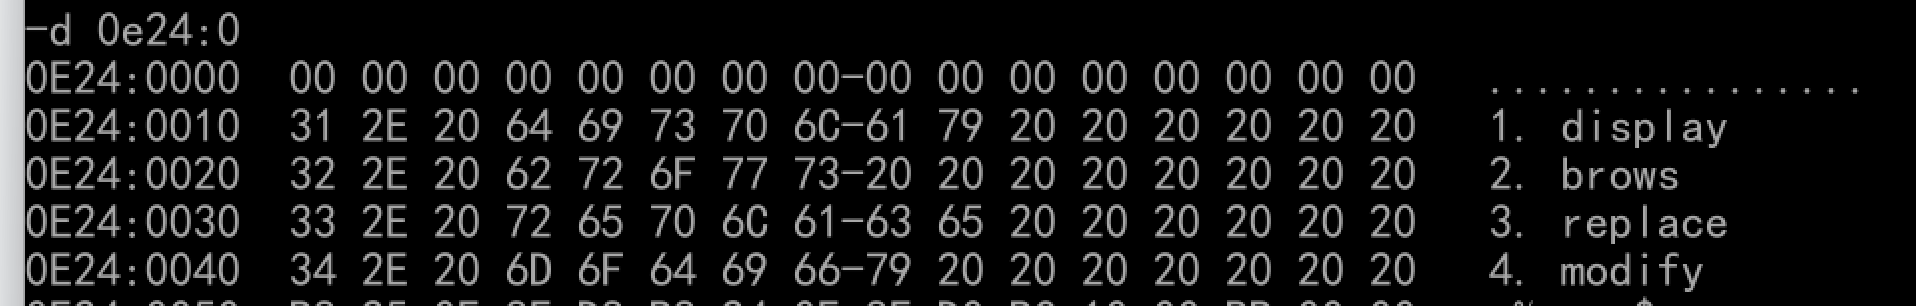 -d 0e24:0
0E24:0000  00 00 00 00 00 00 00 00-00 00 00 00 00 00 00 00   ................
0E24:0010  31 2E 20 64 69 73 70 6C-61 79 20 20 20 20 20 20   1. display
0E24:0020  32 2E 20 62 72 6F 77 73-20 20 20 20 20 20 20 20   2. brows
0E24:0030  33 2E 20 72 65 70 6C 61-63 65 20 20 20 20 20 20   3. replace
0E24:0040  34 2E 20 6D 6F 64 69 66-79 20 20 20 20 20 20 20   4. modify